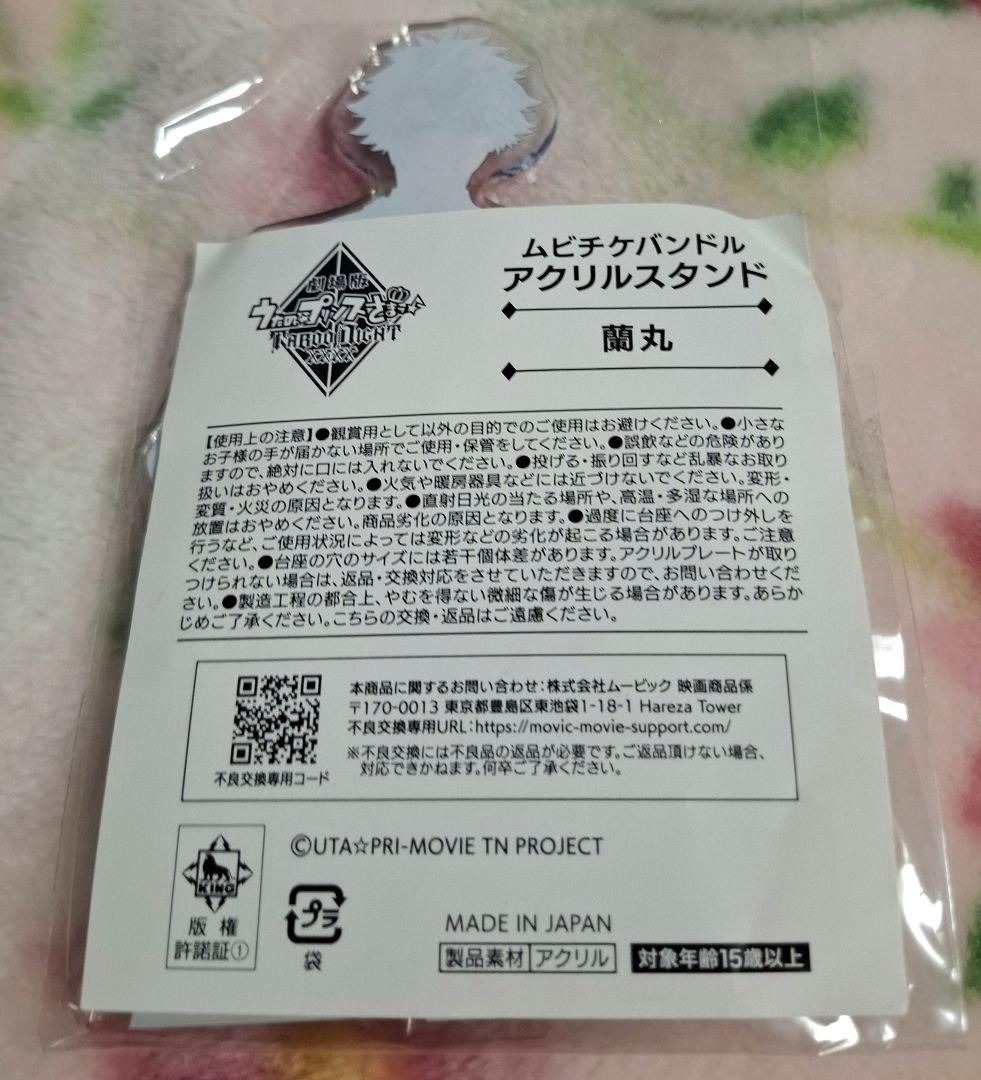 劇場版
うたの☆プリンスさまっ♪
TABOO NIGHT
XXXX
ムビチケバンドル
アクリルスタンド
蘭丸
【使用上の注意】●観賞用として以外の目的でのご使用はお避けください。●小さな
お子様の手が届かない場所でご使用・保管をしてください。●誤飲などの危険があり
ますので、絶対に口には入れないでください。●投げる・振り回すなど乱暴なお取り
扱いはおやめください。●火気や暖房器具などには近づけないでください。変形・
変質・火災の原因となります。●直射日光の当たる場所や、高温・多湿な場所への
放置はおやめください。商品劣化の原因となります。●過度に台座へのつけ外しを
行うなど、ご使用状況によっては変形などの劣化が起こる場合があります。ご注意
ください。●台座の穴のサイズには若干個体差があります。アクリルプレートが取り
つけられない場合は、返品・交換対応をさせていただきますので、お問い合わせくだ
さい。●製造工程の都合上、やむを得ない微細な傷が生じる場合があります。あらか
じめご了承ください。こちらの交換・返品はご遠慮ください。
本商品に関するお問い合わせ：株式会社ムービック 映画商品係
〒170-0013 東京都豊島区東池袋1-18-1 Hareza Tower
不良交換専用URL：https://movic-movie-support.com/
※不良交換には不良品の返品が必要です。ご返品頂けない場合、
対応できかねます。何卒ご了承ください。
不良交換専用コード
KING
版権
許諾証①
©UTA☆PRI-MOVIE TN PROJECT
プラ
袋
MADE IN JAPAN
製品素材 アクリル
対象年齢15歳以上